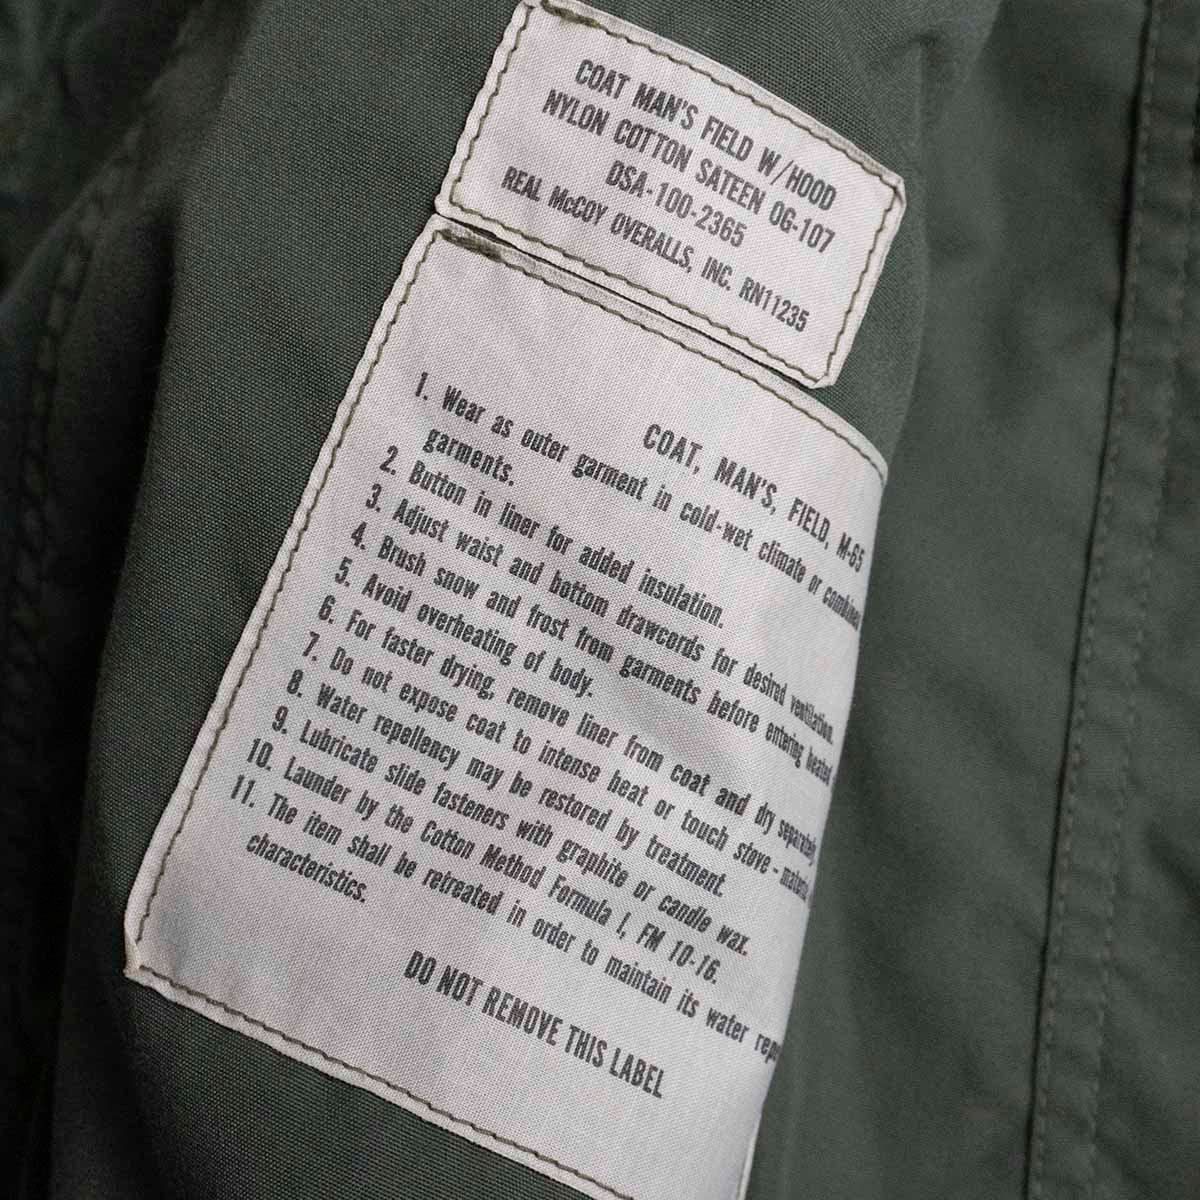 COAT MAN'S FIELD W/HOOD
NYLON COTTON SATEEN OG-107
DSA-100-2365
REAL McCOY OVERALLS, INC. RN11235
COAT, MAN'S, FIELD, M-65
1. Wear as outer garment in cold-wet climate or combined
garments.
2. Button in liner for added insulation.
3. Adjust waist and bottom drawcords for desired ventilation.
4. Brush snow and frost from garments before entering heated
5. Avoid overheating of body.
6. For faster drying, remove liner from coat and dry separately.
7. Do not expose coat to intense heat or touch stove-
8. Water repellency may be restored by treatment.
9. Lubricate slide fasteners with graphite or candle wax.
10. Launder by the Cotton Method Formula I, FM 10-16.
11. The item shall be retreated in order to maintain its water
characteristics.
DO NOT REMOVE THIS LABEL